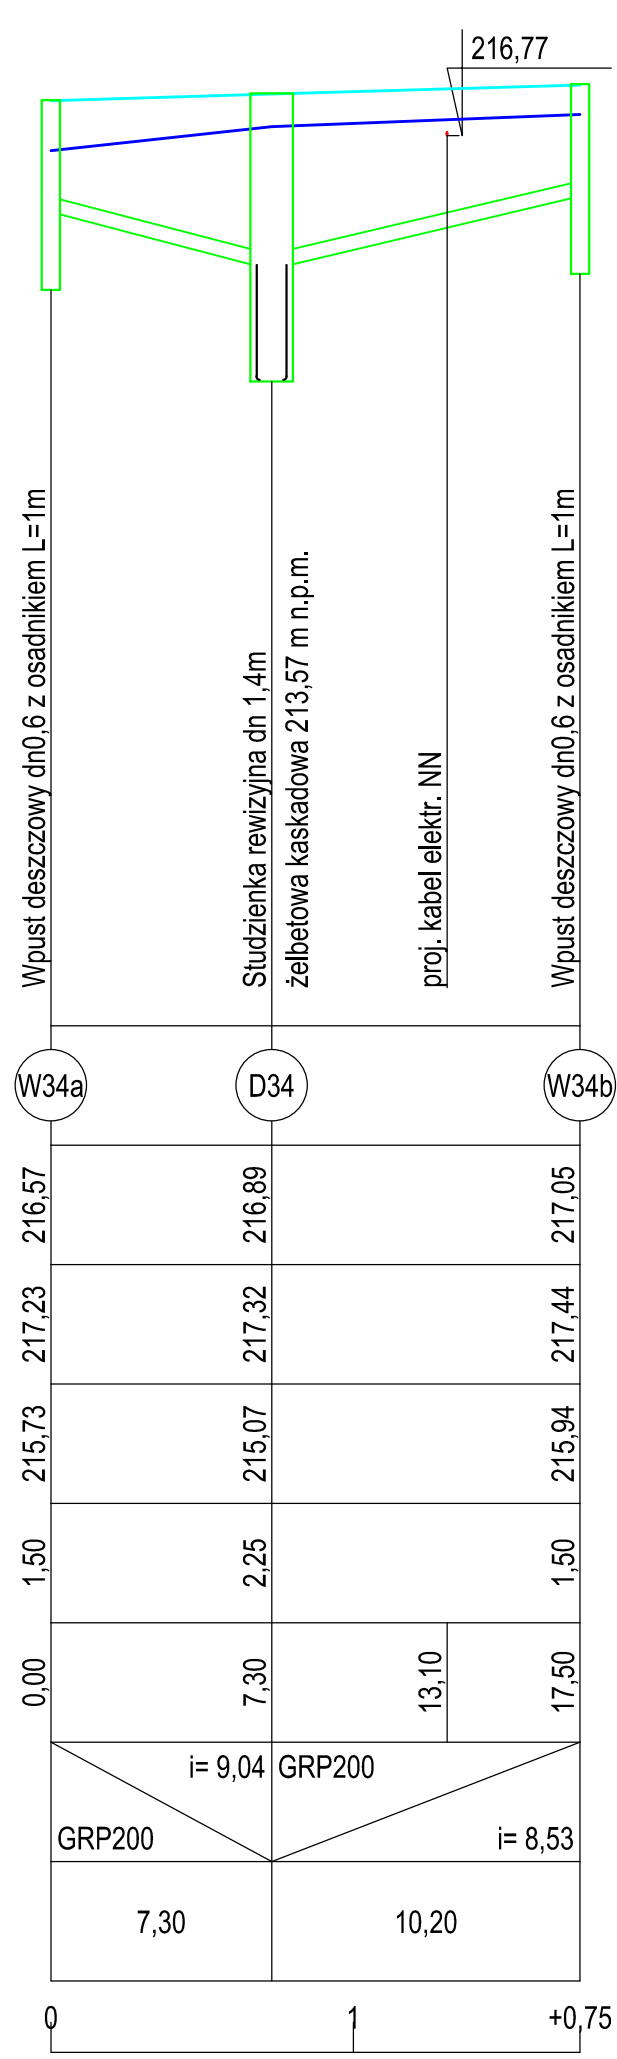 216,77
Wpust deszczowy dn0,6 z osadnikiem L=1m
Studzienka rewizyjna dn 1,4m
żelbetowa kaskadowa 213,57 m n.p.m.
proj. kabel elektr. NN
Wpust deszczowy dn0,6 z osadnikiem L=1m
W34a D34 W34b
216,57 216,89 217,05
217,23 217,32 217,44
215,73 215,07 215,94
1,50 2,25 1,50
0,00 7,30 13,10 17,50
i= 9,04 GRP200
GRP200 i= 8,53
7,30 10,20
0 1 +0,75